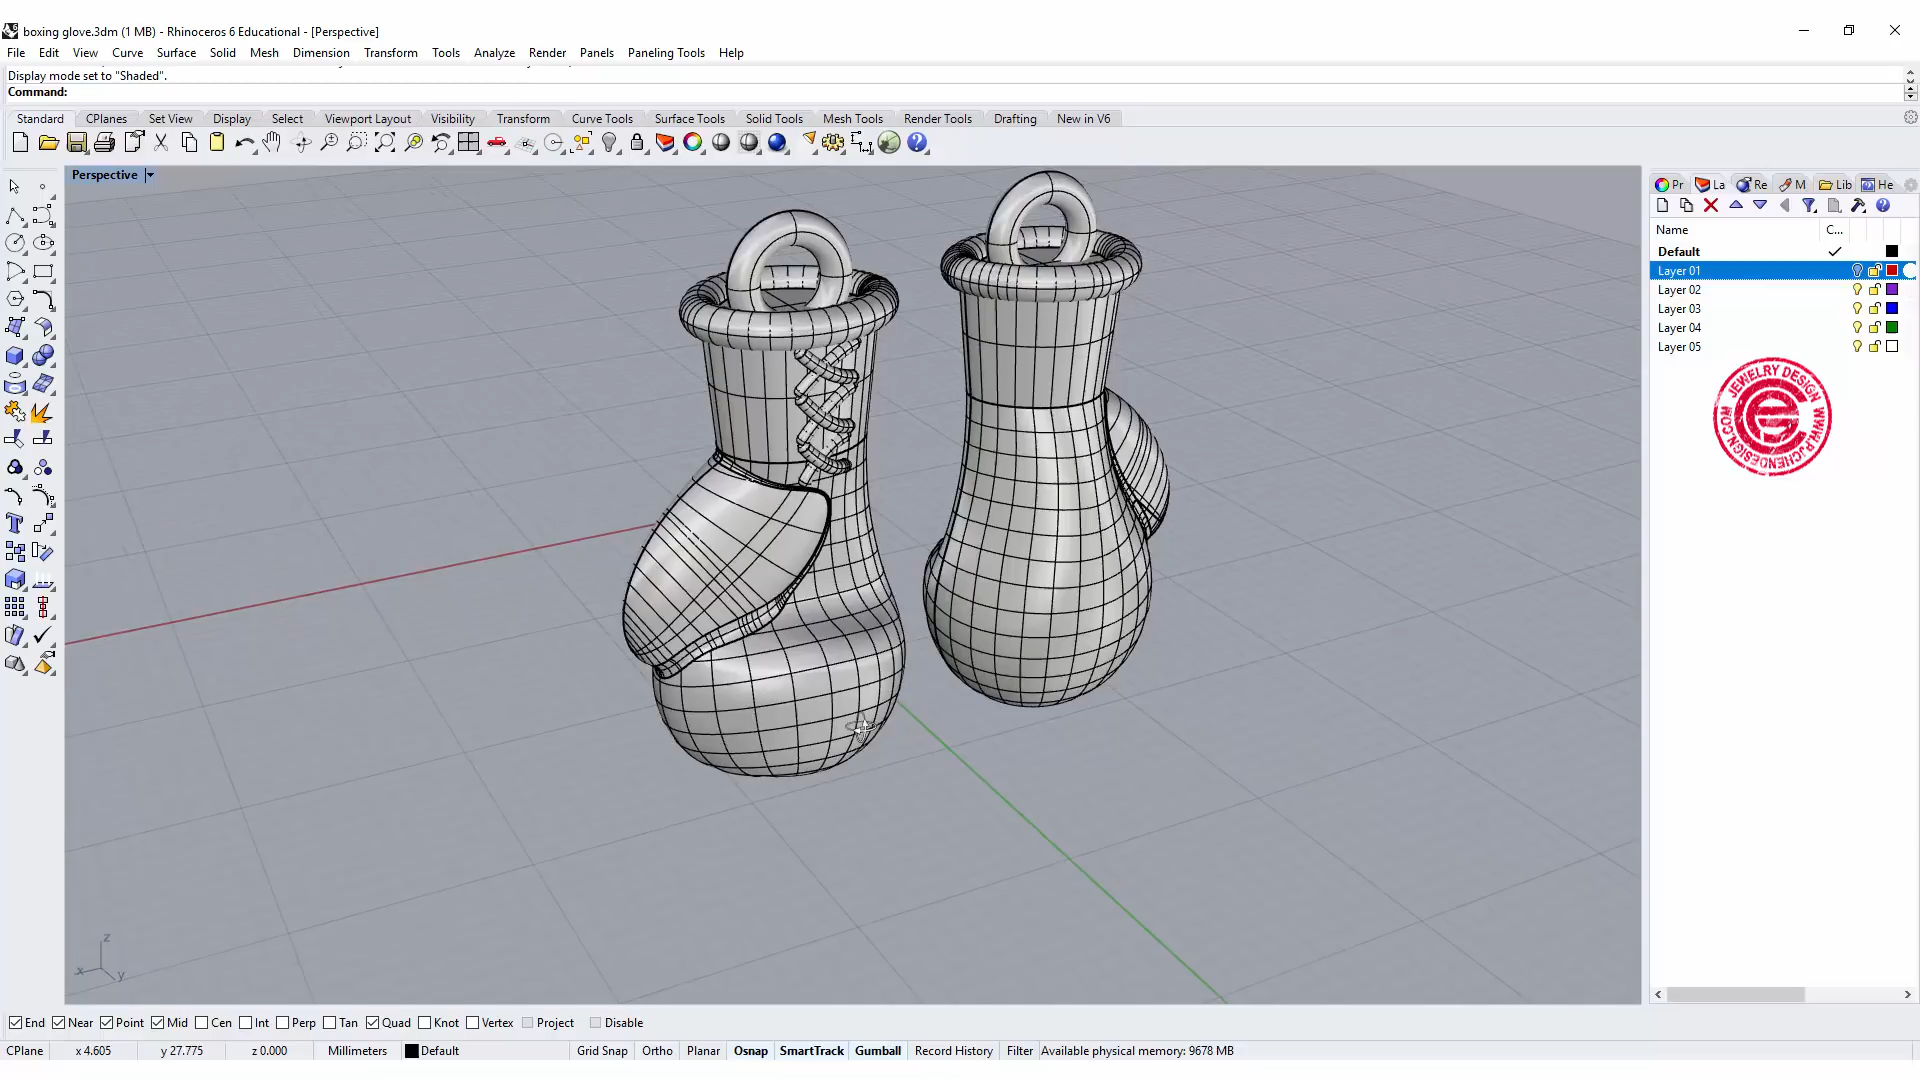 boxing glove.3dm (1 MB) - Rhinoceros 6 Educational - [Perspective]
File Edit View Curve Surface Solid Mesh Dimension Transform Tools Analyze Render Panels Paneling Tools Help
Display mode set to "Shaded".
Command:
Standard CPlanes Set View Display Select Viewport Layout Visibility Transform Curve Tools Surface Tools Solid Tools Mesh Tools Render Tools Drafting New in V6
Perspective
Pr La Re M Lib He
Name C...
Default
Layer 01
Layer 02
Layer 03
Layer 04
Layer 05
JEWELRY DESIGN
WWW.PJCHENDESIGN.COM
z
x y
End Near Point Mid Cen Int Perp Tan Quad Knot Vertex Project Disable
CPlane x 4.605 y 27.775 z 0.000 Millimeters Default Grid Snap Ortho Planar Osnap SmartTrack Gumball Record History Filter Available physical memory: 9678 MB